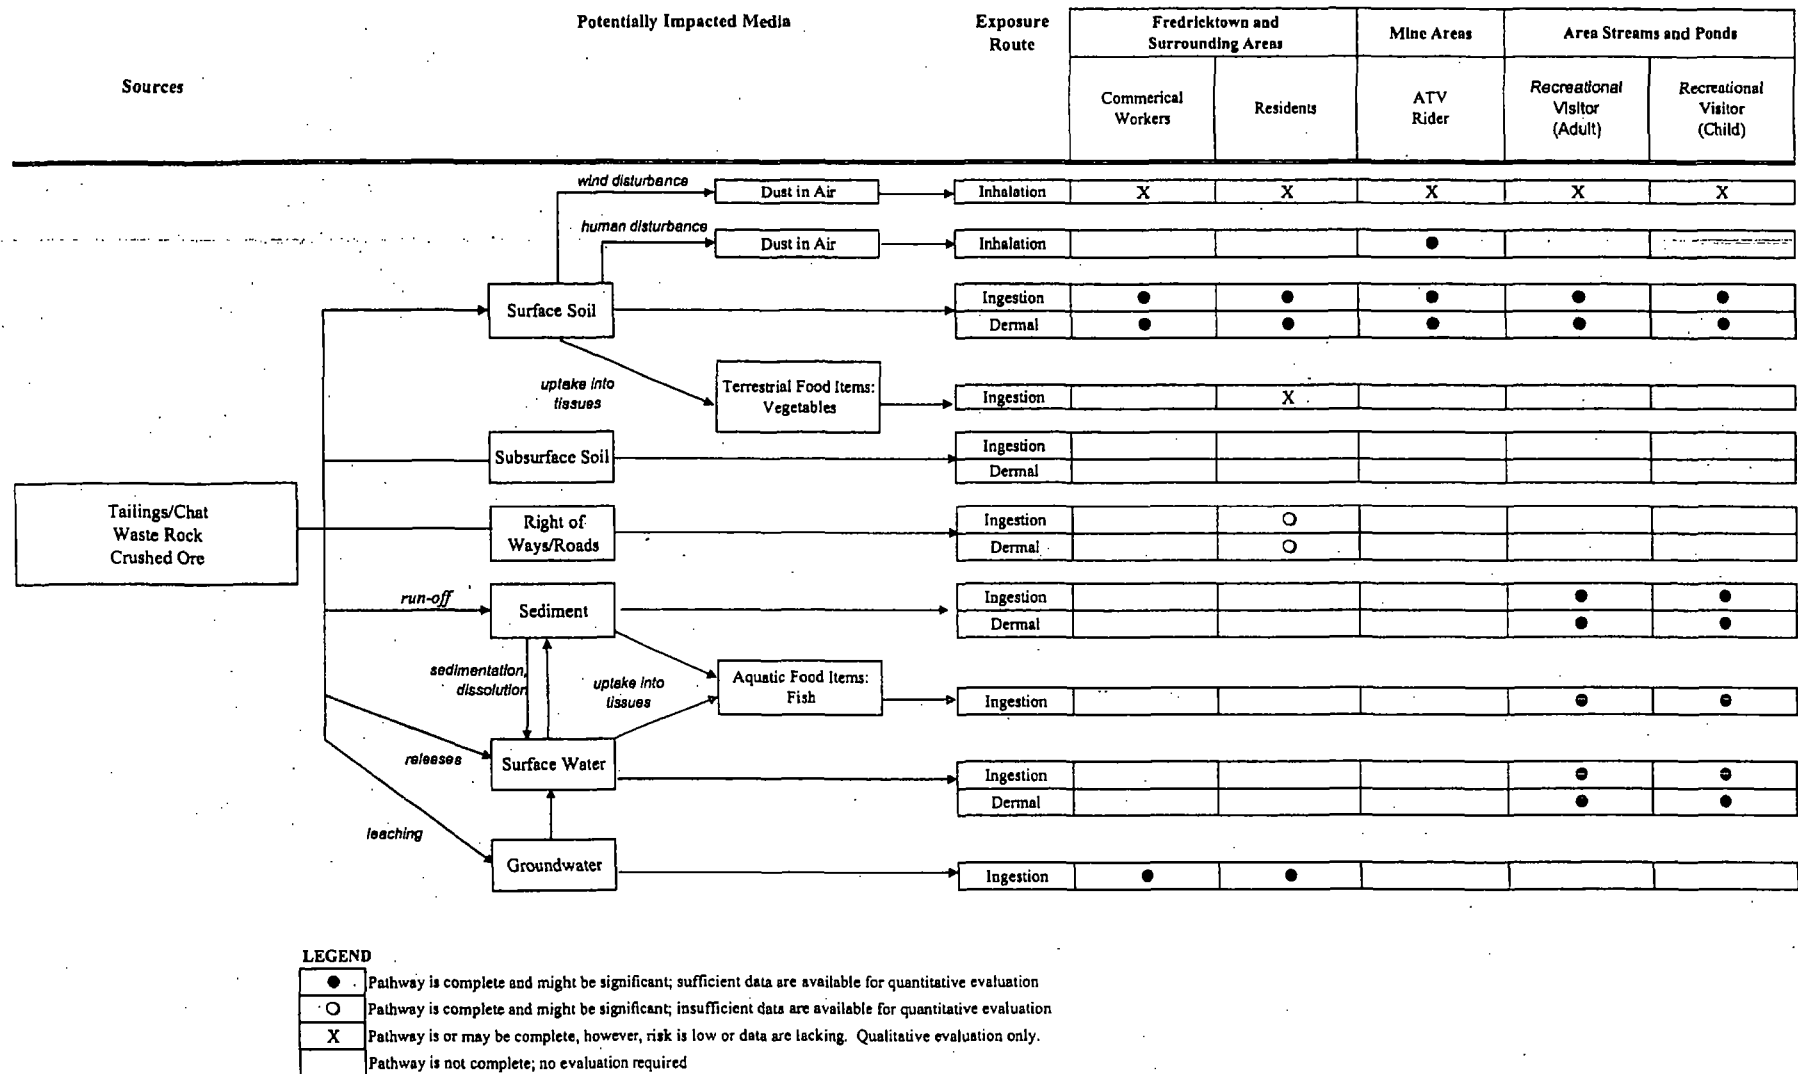 Potentially Impacted Media
Exposure
Route
Fredricktown and
Surrounding Areas
Mine Areas
Area Streams and Ponds
Sources
Commerical
Workers
Residents
ATV
Rider
Recreational
Visitor
(Adult)
Recreational
Visitor
(Child)
wind disturbance
Dust in Air
Inhalation
X X X X X
human disturbance
Dust in Air
Inhalation
●
Surface Soil
Ingestion
● ● ● ● ●
Dermal
● ● ● ● ●
uptake into
tissues
Terrestrial Food Items:
Vegetables
Ingestion
X
Subsurface Soil
Ingestion
Dermal
Tailings/Chat
Waste Rock
Crushed Ore
Right of
Ways/Roads
Ingestion
○
Dermal
○
run-off
Sediment
Ingestion
● ●
Dermal
● ●
sedimentation,
dissolution
uptake into
tissues
Aquatic Food Items:
Fish
Ingestion
● ●
releases
Surface Water
Ingestion
● ●
Dermal
● ●
leaching
Groundwater
Ingestion
● ●
LEGEND
● Pathway is complete and might be significant; sufficient data are available for quantitative evaluation
○ Pathway is complete and might be significant; insufficient data are available for quantitative evaluation
X Pathway is or may be complete, however, risk is low or data are lacking. Qualitative evaluation only.
Pathway is not complete; no evaluation required